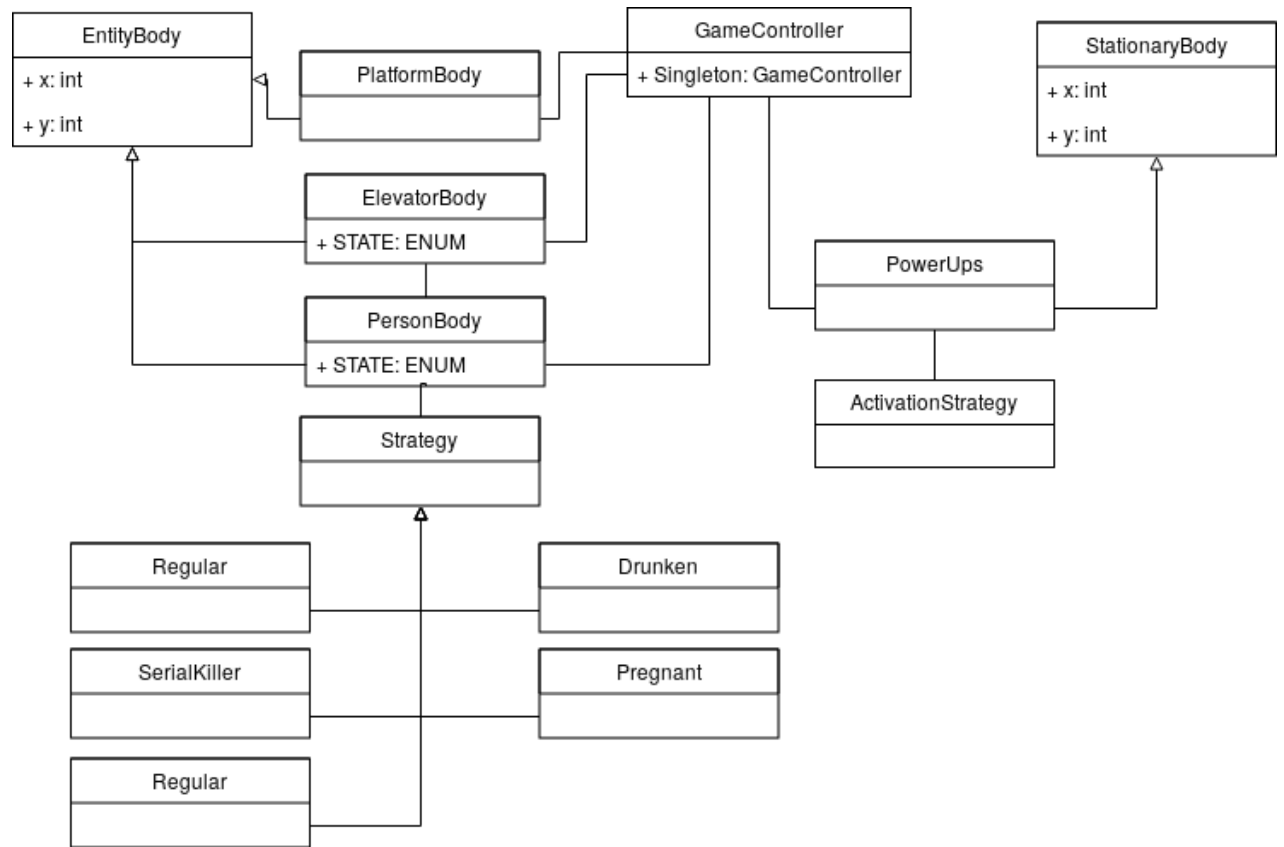 EntityBody
+ x: int
+ y: int
PlatformBody
GameController
+ Singleton: GameController
StationaryBody
+ x: int
+ y: int
ElevatorBody
+ STATE: ENUM
PersonBody
+ STATE: ENUM
PowerUps
ActivationStrategy
Strategy
Regular
Drunken
SerialKiller
Pregnant
Regular